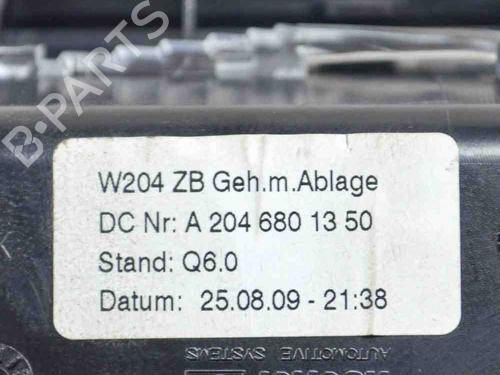 B-PARTS
W204 ZB Geh.m.Ablage
DC Nr: A 204 680 13 50
Stand: Q6.0
Datum: 25.08.09 - 21:38
AUTOMOTIVE SYSTEMS